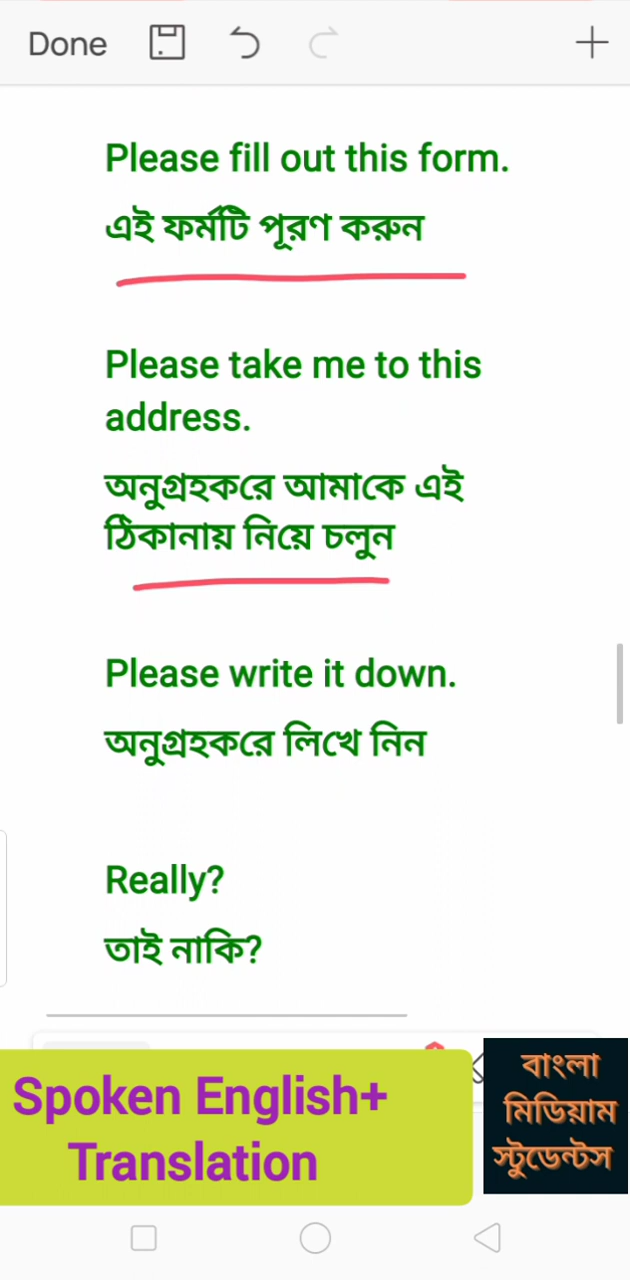 Done
Please fill out this form.
এই ফর্মটি পূরণ করুন
Please take me to this
address.
অনুগ্রহকরে আমাকে এই
ঠিকানায় নিয়ে চলুন
Please write it down.
অনুগ্রহকরে লিখে নিন
Really?
তাই নাকি?
Spoken English+
Translation
বাংলা
মিডিয়াম
স্টুডেন্টস